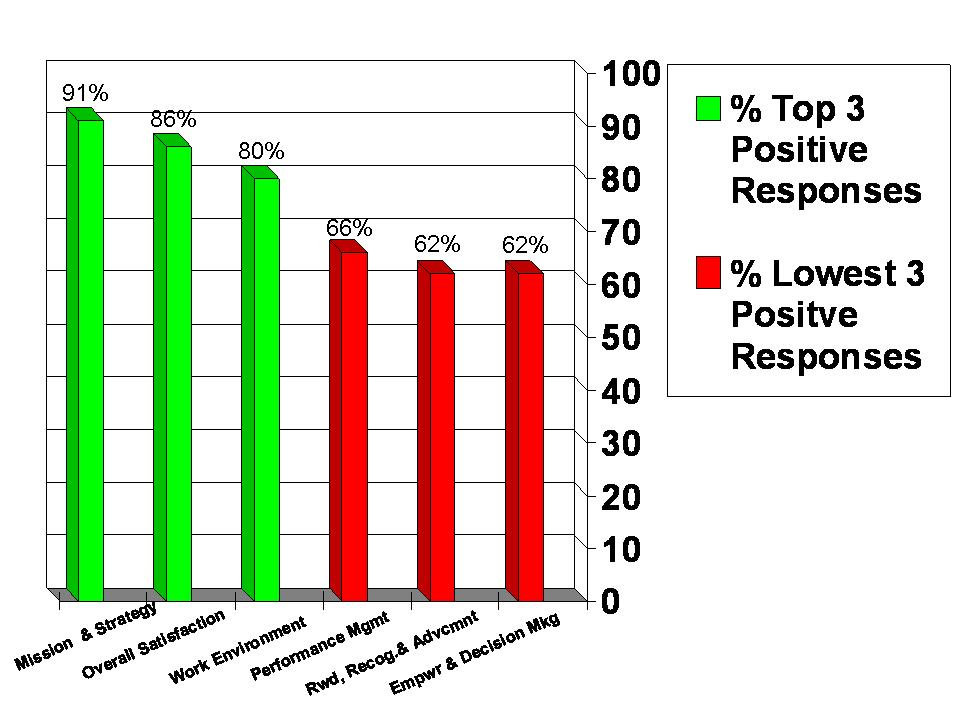 91%
86%
80%
66%
62%
62%
100
90
80
70
60
50
40
30
20
10
0
Mission & Strategy
Overall Satisfaction
Work Environment
Performance Mgmt
Rwd, Recog.& Advcmnt
Empwr & Decision Mkg
% Top 3
Positive
Responses
% Lowest 3
Positve
Responses